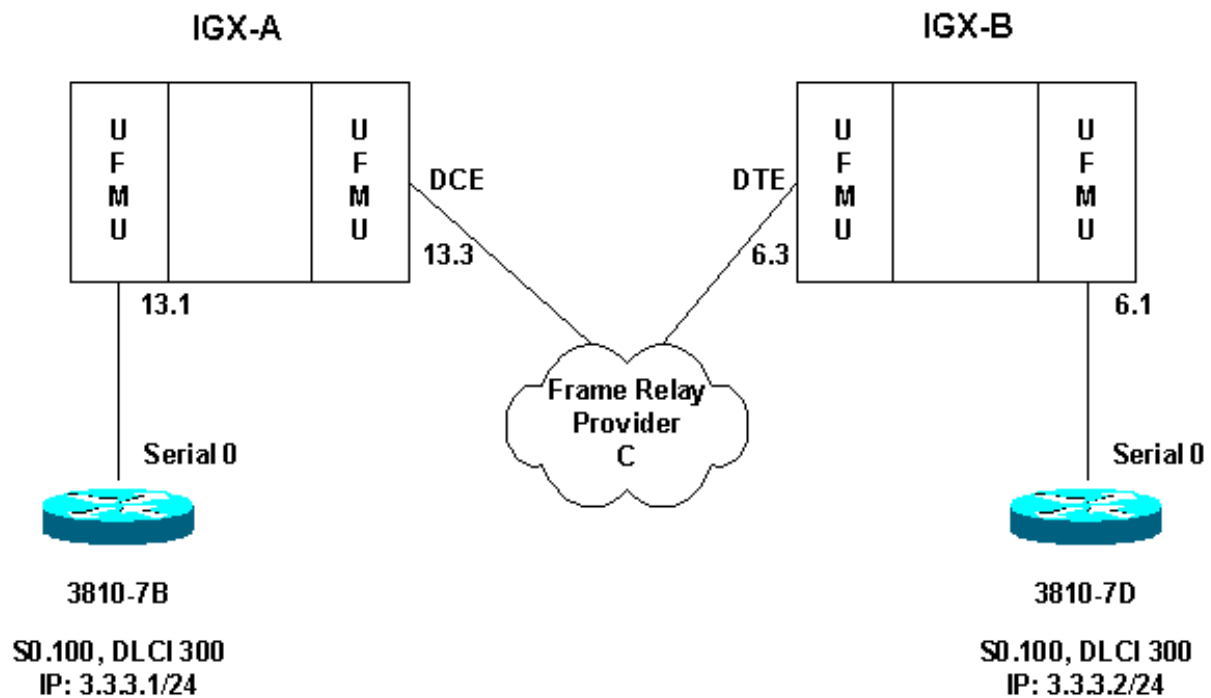 IGX-A
IGX-B
U
F
M
U
U
F
M
U
DCE
13.3
13.1
DTE
6.3
U
F
M
U
U
F
M
U
6.1
Frame Relay
Provider
C
Serial 0
Serial 0
3810-7B
S0.100, DLCI 300
IP: 3.3.3.1/24
3810-7D
S0.100, DLCI 300
IP: 3.3.3.2/24